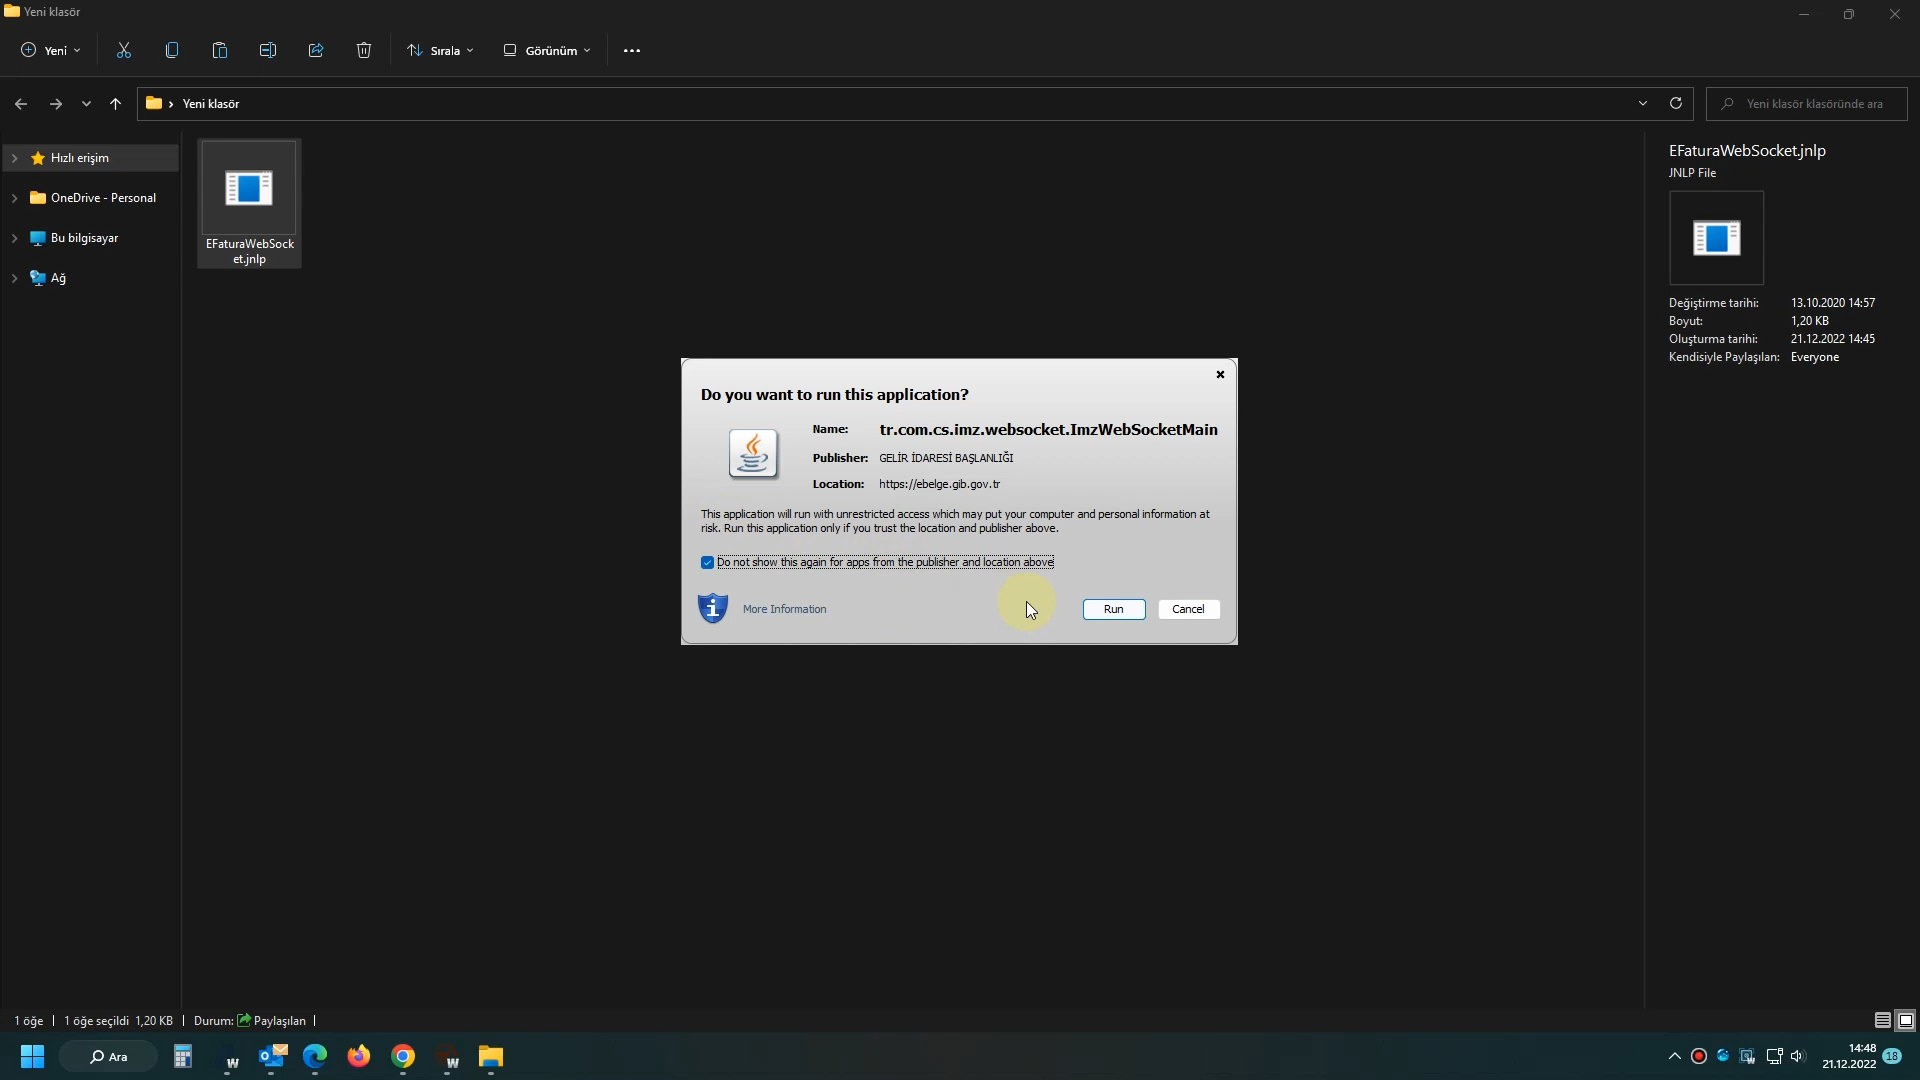 Yeni klasör
Yeni
Sırala
Görünüm
Yeni klasör
Yeni klasör klasöründe ara
Hızlı erişim
OneDrive - Personal
Bu bilgisayar
Ağ
EFaturaWebSock
et.jnlp
EFaturaWebSocket.jnlp
JNLP File
Değiştirme tarihi: 13.10.2020 14:57
Boyut: 1,20 KB
Oluşturma tarihi: 21.12.2022 14:45
Kendisiyle Paylaşılan: Everyone
Do you want to run this application?
Name: tr.com.cs.imz.websocket.ImzWebSocketMain
Publisher: GELİR İDARESİ BAŞLANLIĞI
Location: https://ebelge.gib.gov.tr
This application will run with unrestricted access which may put your computer and personal information at
risk. Run this application only if you trust the location and publisher above.
Do not show this again for apps from the publisher and location above
More Information
Run
Cancel
1 öğe
1 öğe seçildi 1,20 KB
Durum: Paylaşılan
Ara
14:48
21.12.2022
18